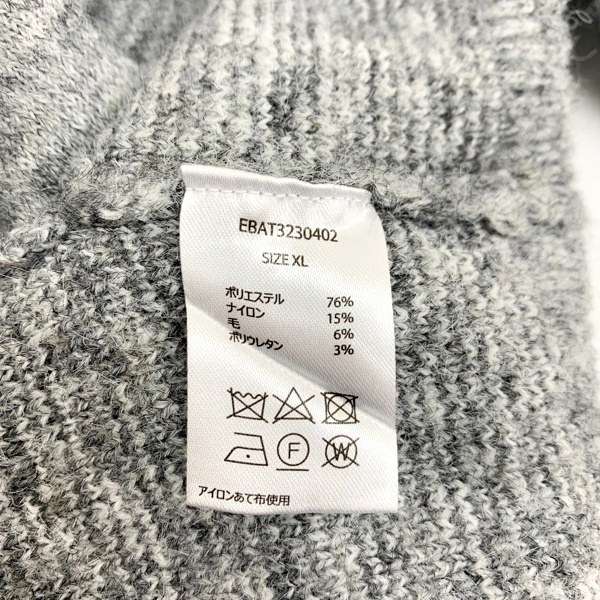 EBAT3230402
SIZE XL
ポリエステル 76%
ナイロン 15%
毛 6%
ポリウレタン 3%
F W
アイロンあて布使用